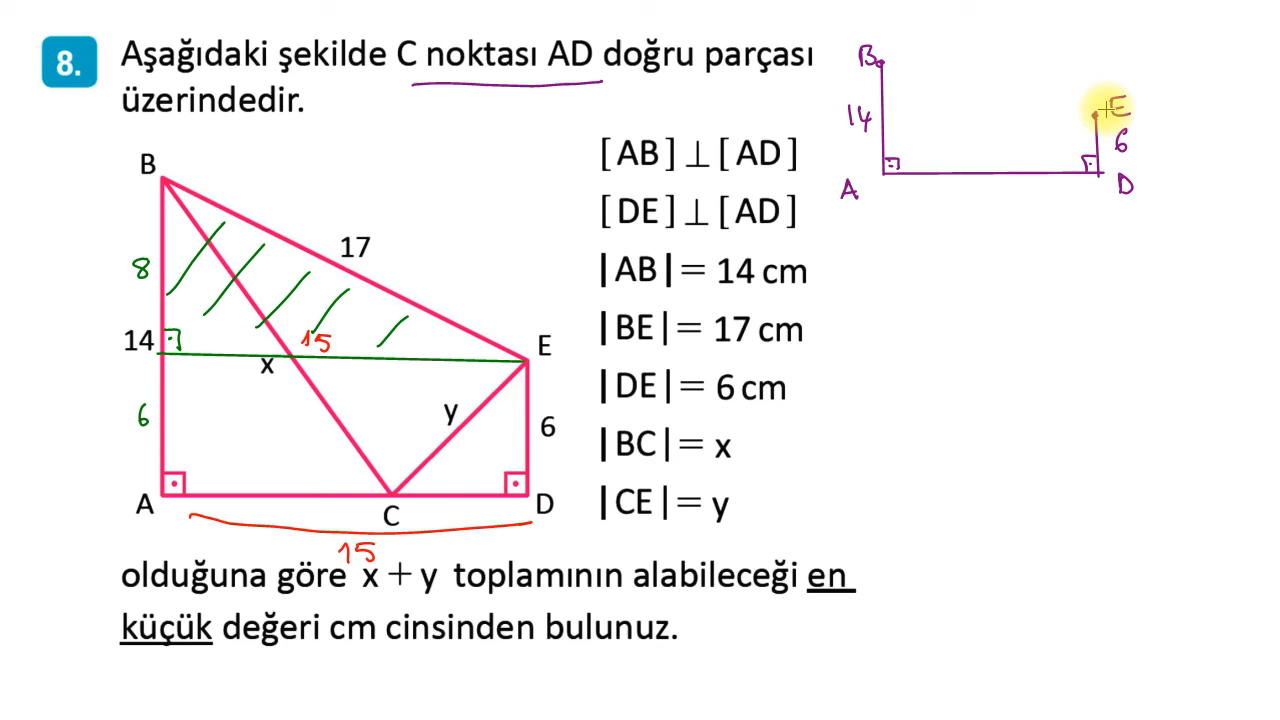 8.
Aşağıdaki şekilde C noktası AD doğru parçası
üzerindedir.
B
8
17
14
15
x
E
6
y
6
A
C
D
15
[AB]⊥[AD]
[DE]⊥[AD]
|AB|= 14 cm
|BE|= 17 cm
|DE|= 6 cm
|BC|= x
|CE|= y
B
14
E
6
A
D
olduğuna göre x+y toplamının alabileceği en
küçük değeri cm cinsinden bulunuz.